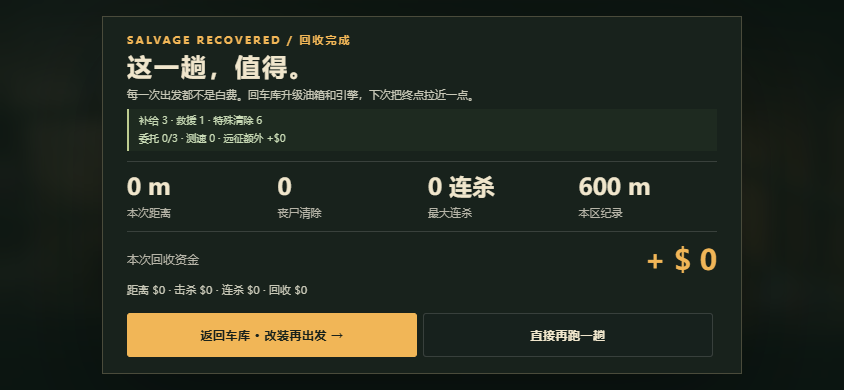 SALVAGE RECOVERED / 回收完成
这一趟，值得。
每一次出发都不是白费。回车库升级油箱和引擎，下次把终点拉近一点。
补给 3 · 救援 1 · 特殊清除 6
委托 0/3 · 测速 0 · 远征额外 +$0
0 m 0 0 连杀 600 m
本次距离 丧尸清除 最大连杀 本区纪录
本次回收资金 + $ 0
距离 $0 · 击杀 $0 · 连杀 $0 · 回收 $0
返回车库 · 改装再出发 → 直接再跑一趟